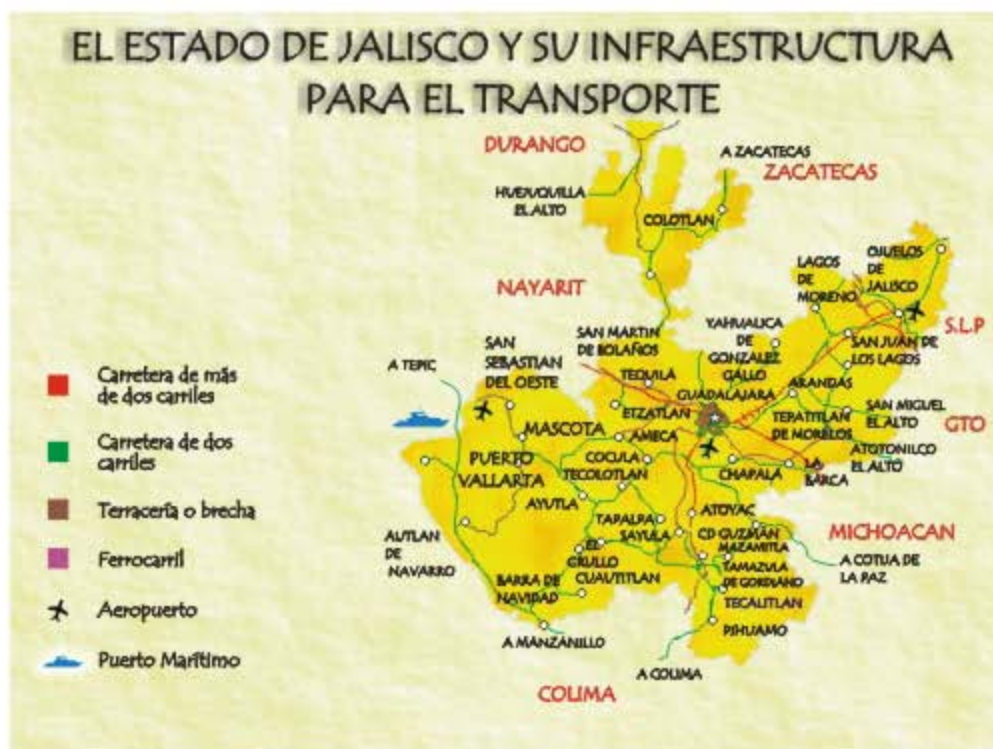 EL ESTADO DE JALISCO Y SU INFRAESTRUCTURA
PARA EL TRANSPORTE
DURANGO
A ZACATECAS
ZACATECAS
HUEJUQUILLA
EL ALTO
COLOTLAN
NAYARIT
LAGOS
DE
MORENO
OJUELOS
DE
JALISCO
S.L.P
SAN JUAN DE
LOS LAGOS
SAN MARTIN
DE BOLAÑOS
YAHUALICA
DE
GONZALEZ
GALLO
A TEPIC
SAN
SEBASTIAN
DEL OESTE
TEQUILA
GUADALAJARA
ARANDAS
ETZATLAN
TEPATITLAN
DE MORELOS
SAN MIGUEL
EL ALTO
GTO
MASCOTA
AMECA
ATOTONILCO
EL ALTO
PUERTO
VALLARTA
COCULA
TECOLOTLAN
CHAPALA
LA
BARCA
AYUTLA
ATOYAC
TAPALPA
SAYULA
CD GUZMAN
MAZAMITLA
MICHOACAN
AUTLAN
DE
NAVARRO
EL
GRULLO
CUAUTITLAN
TAMAZULA
DE GORDIANO
A COTIJA DE
LA PAZ
BARRA DE
NAVIDAD
TECALITLAN
PIHUAMO
A MANZANILLO
A COLIMA
COLIMA
Carretera de más
de dos carriles
Carretera de dos
carriles
Terracería o brecha
Ferrocarril
Aeropuerto
Puerto Marítimo